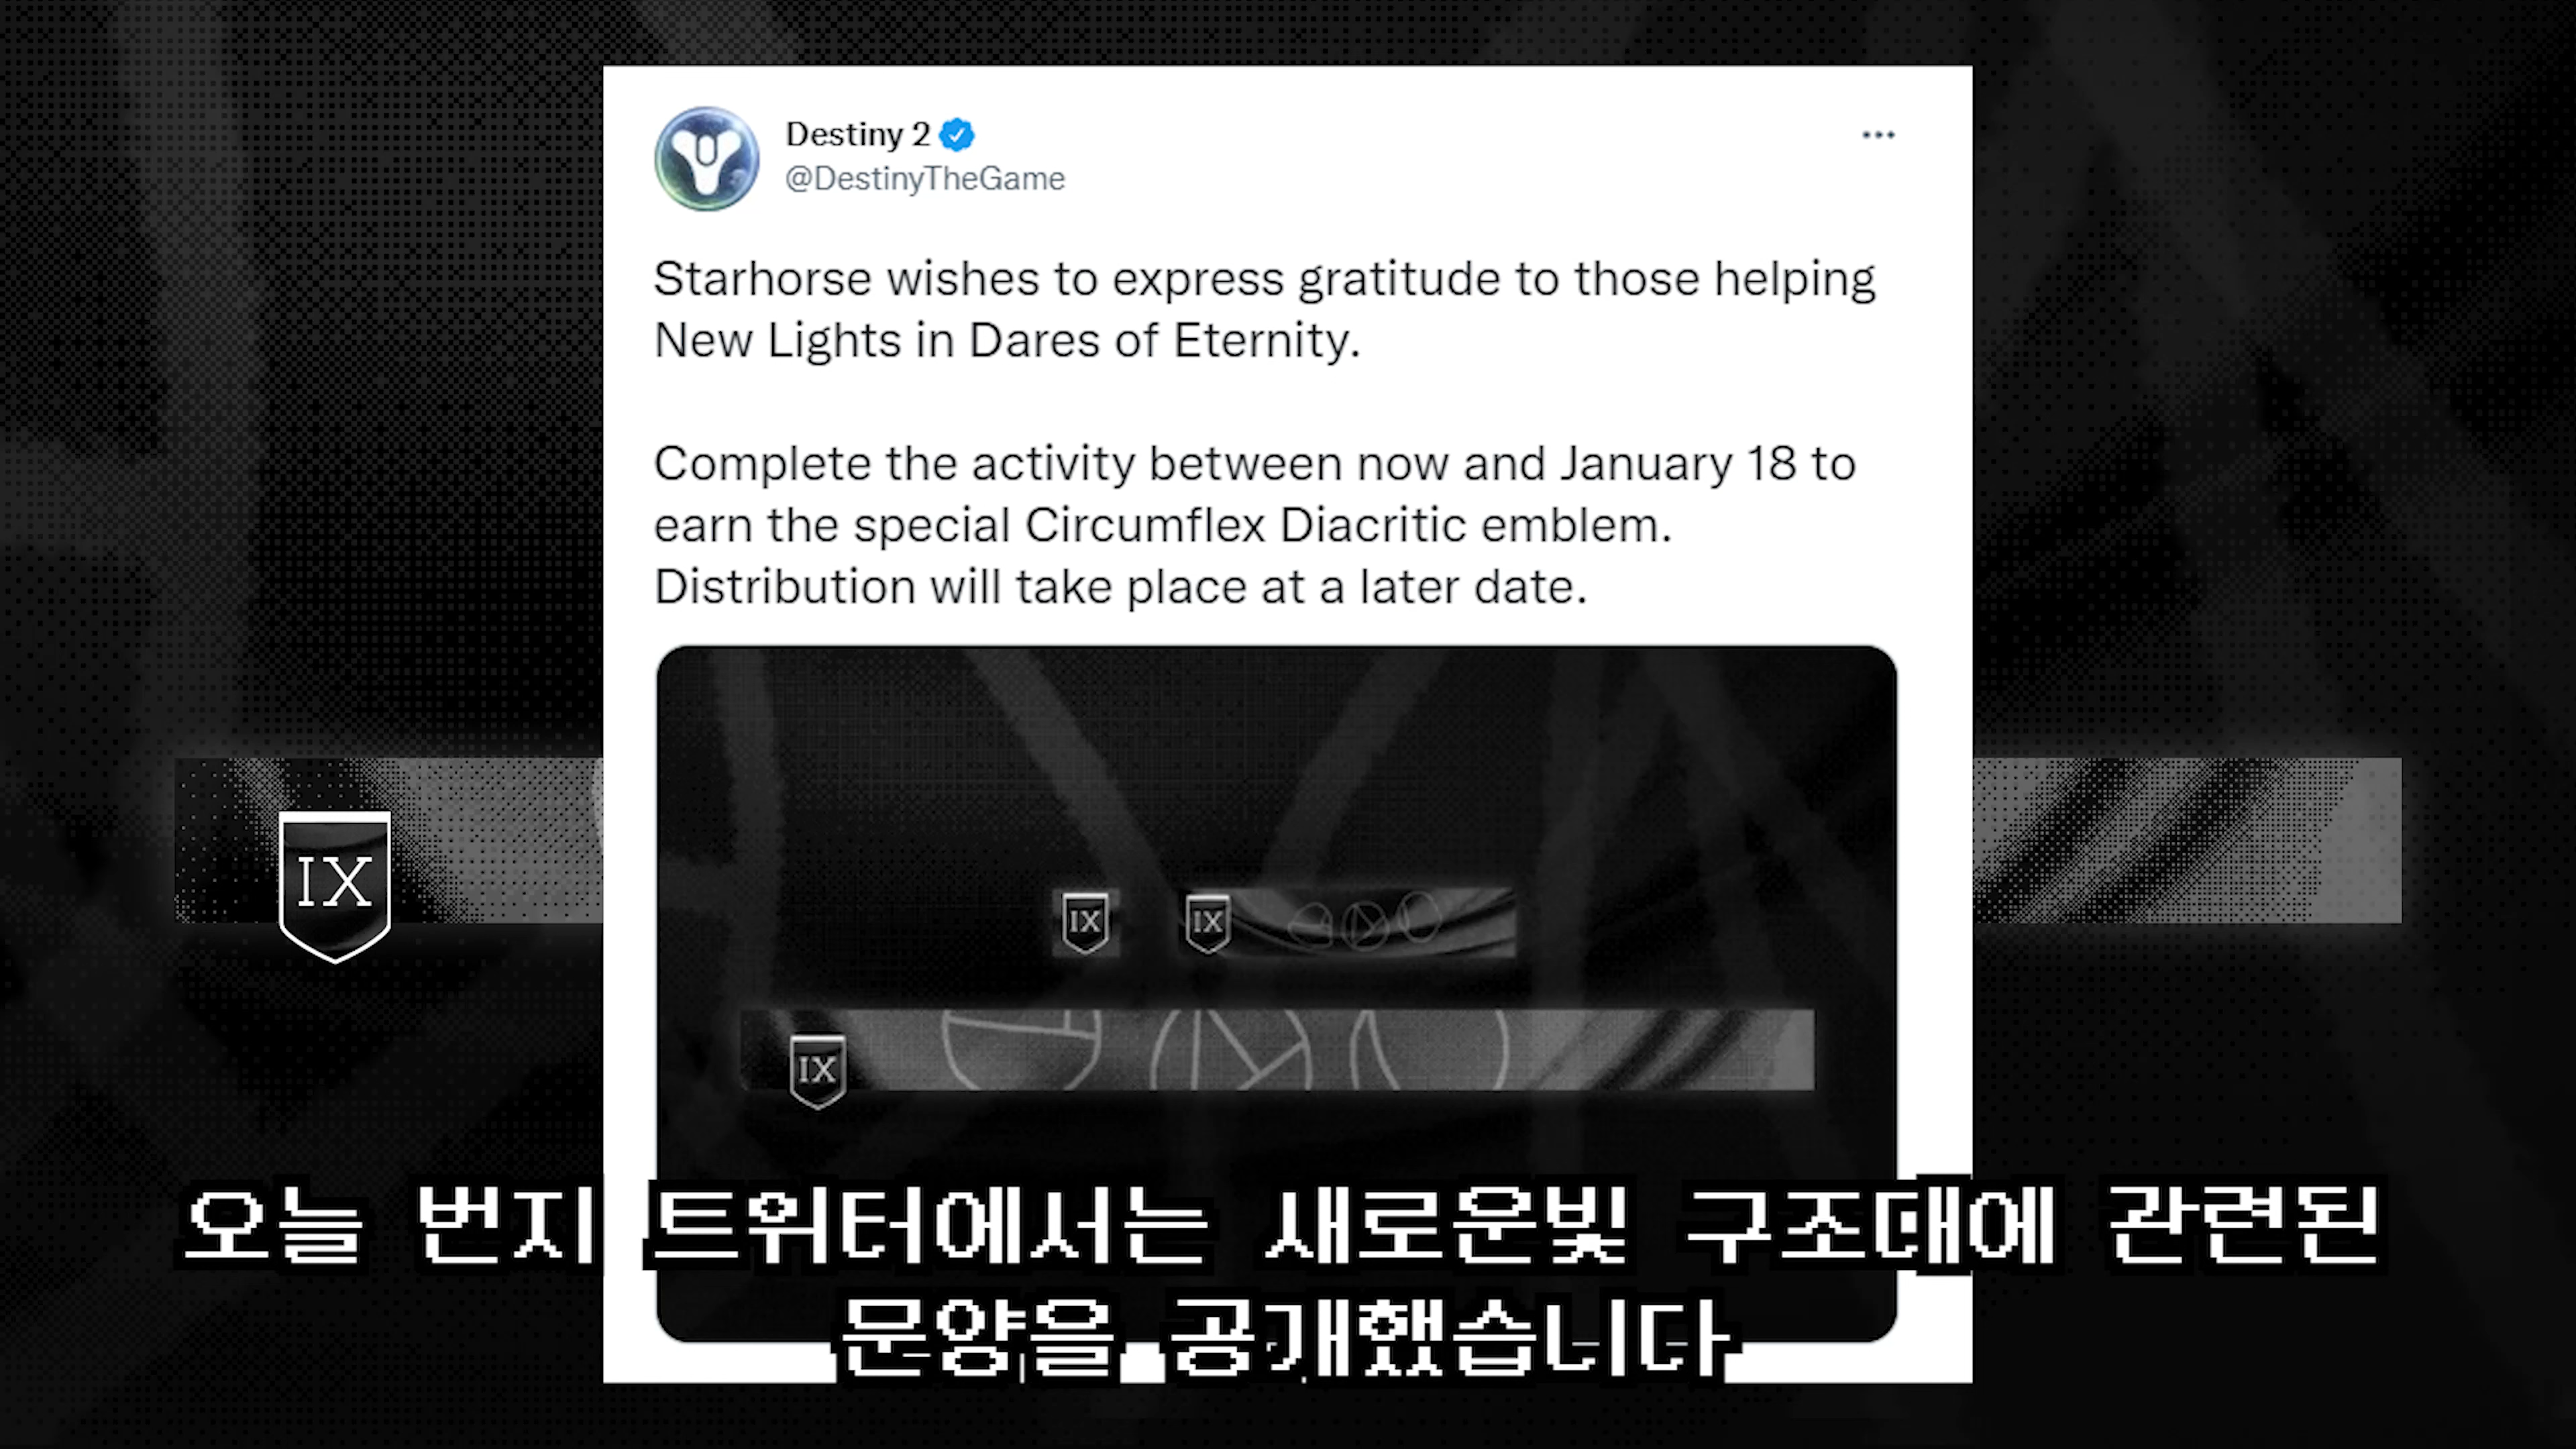 Destiny 2
@DestinyTheGame
Starhorse wishes to express gratitude to those helping
New Lights in Dares of Eternity.
Complete the activity between now and January 18 to
earn the special Circumflex Diacritic emblem.
Distribution will take place at a later date.
IX
IX
IX
IX
오늘 번지 트위터에서는 새로운빛 구조대에 관련된
문양을 공개했습니다